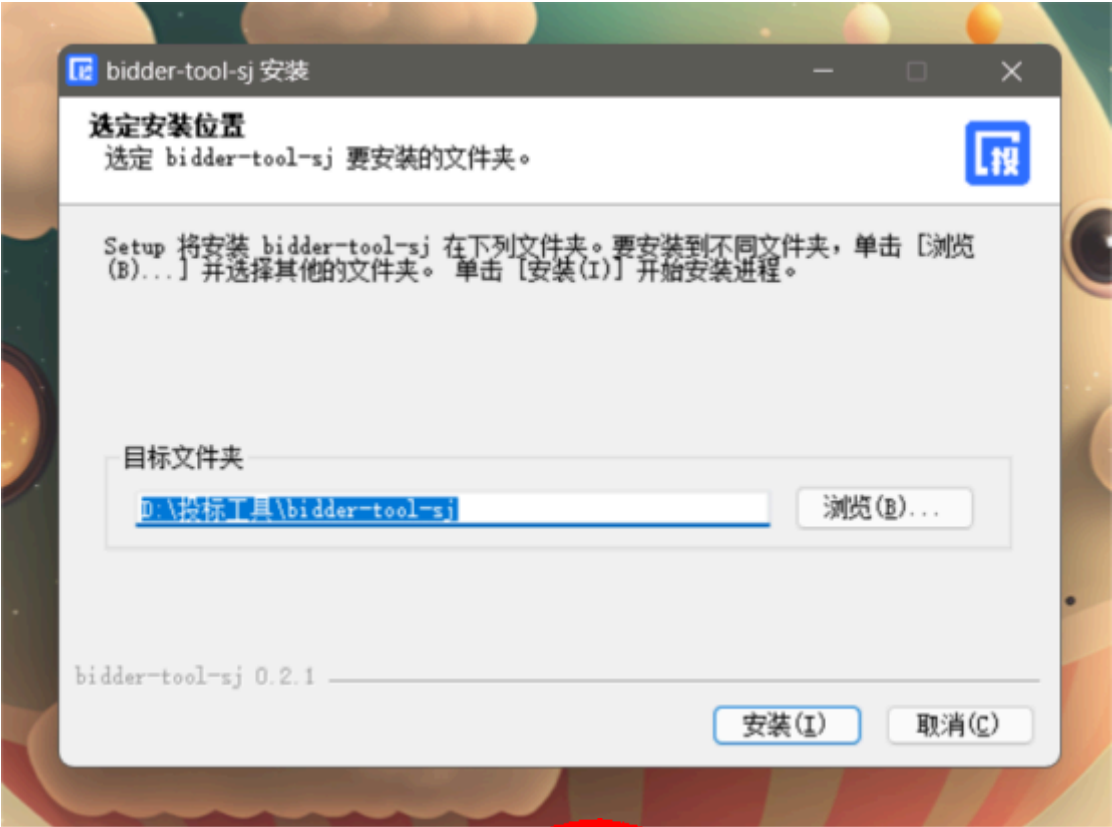 bidder-tool-sj 安装
选定安装位置
选定 bidder-tool-sj 要安装的文件夹。
投
Setup 将安装 bidder-tool-sj 在下列文件夹。要安装到不同文件夹，单击 [浏览
(B)...] 并选择其他的文件夹。 单击 [安装(I)] 开始安装进程。
目标文件夹
D:\投标工具\bidder-tool-sj
浏览(B)...
bidder-tool-sj 0.2.1
安装(I)
取消(C)